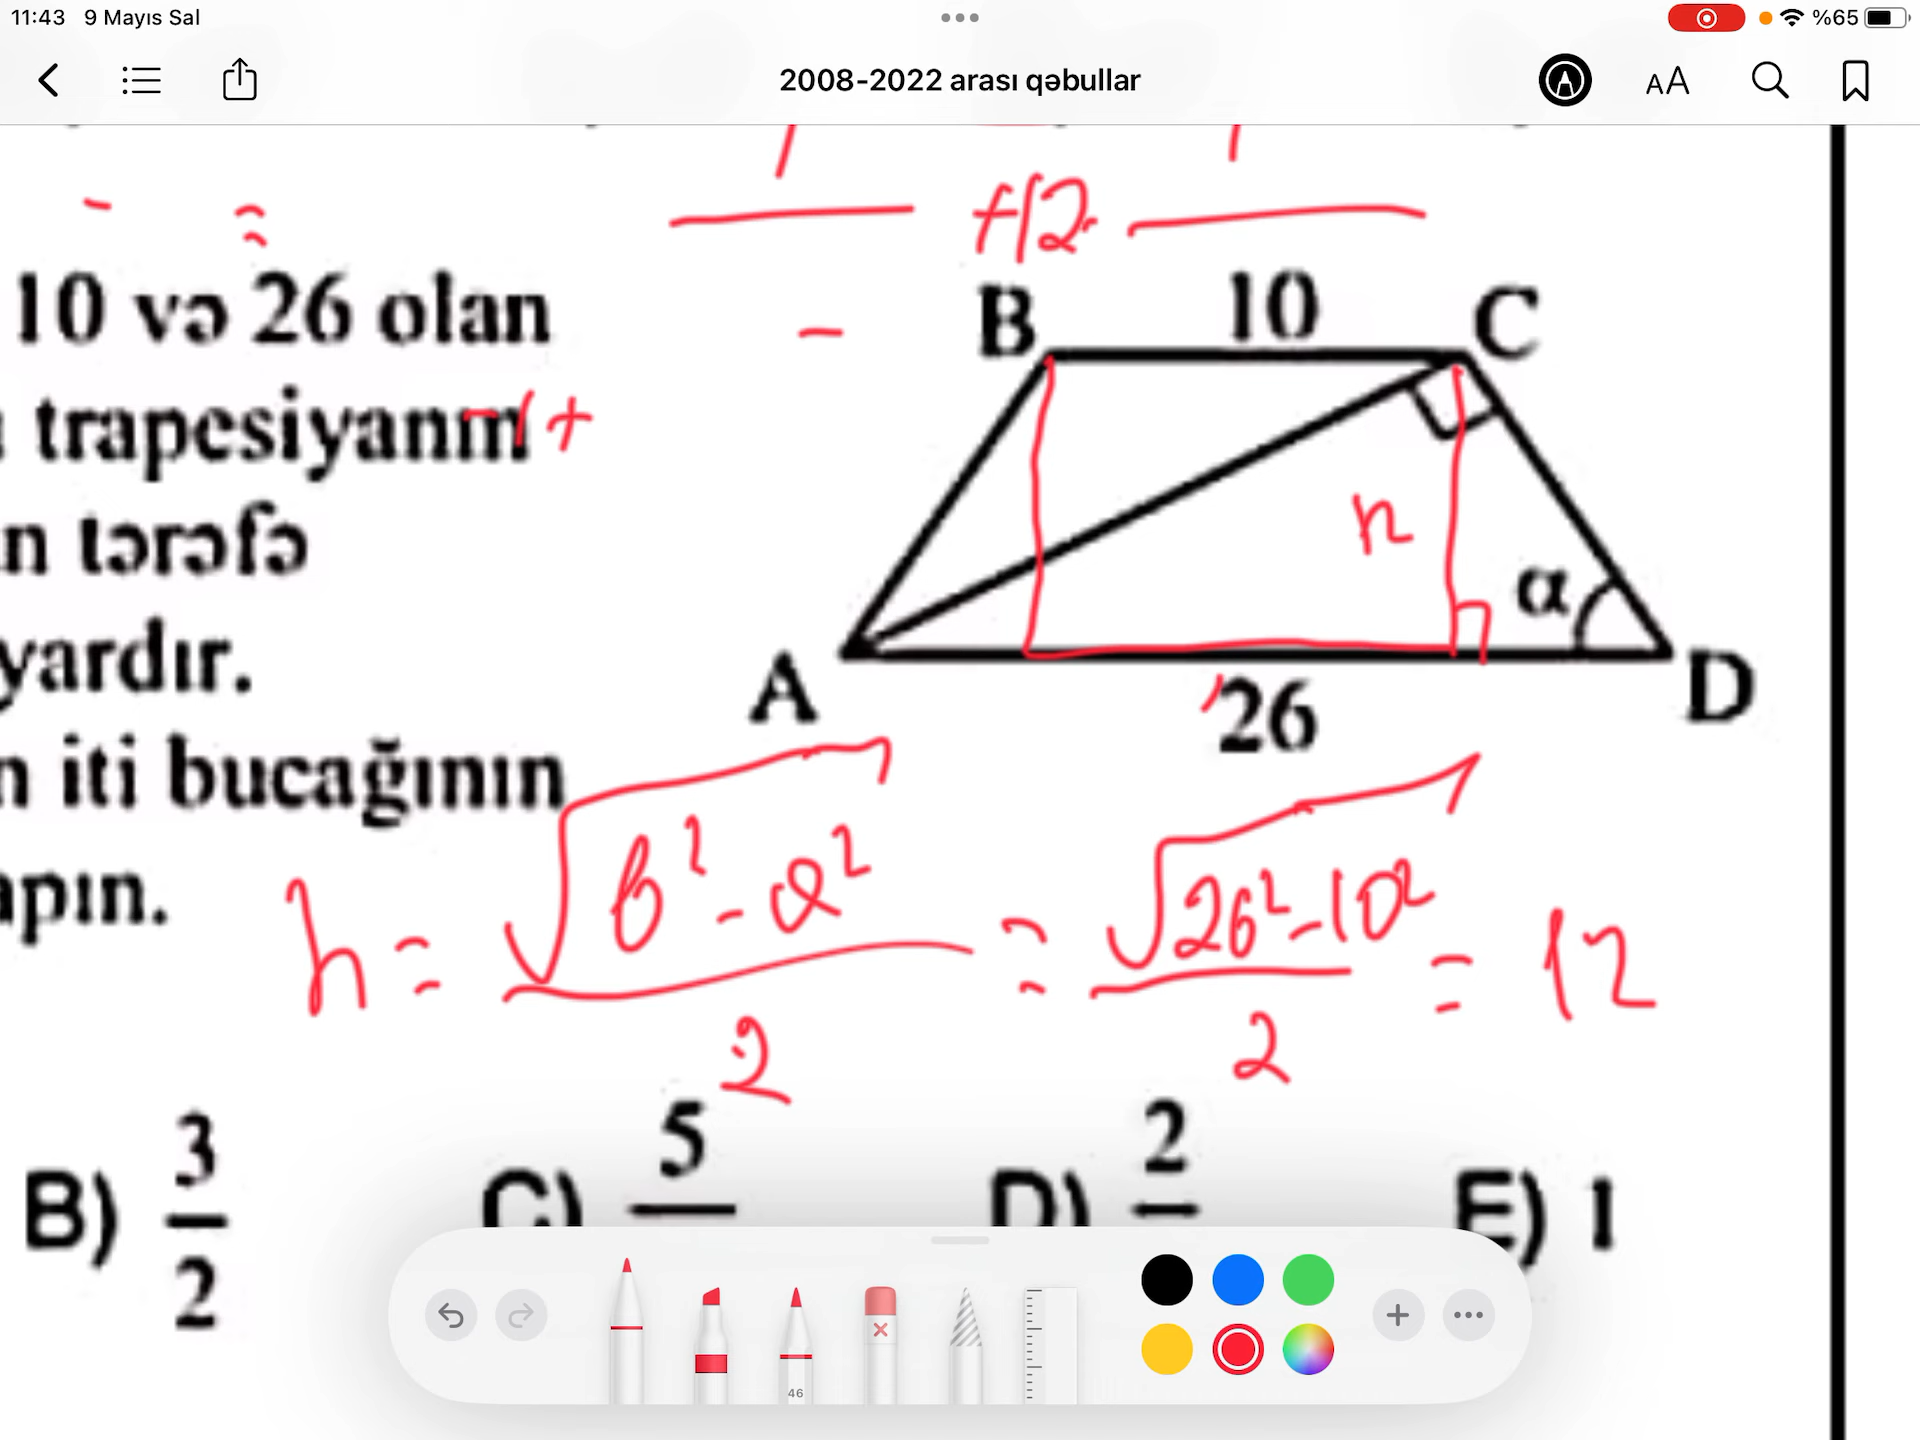 11:43 9 Mayıs Sal
%65
2008-2022 arası qəbullar
AA
+12
10 və 26 olan
B 10 C
trapesiyanın
- ( +
n tərəfə
h
α
yardır.
A 26 D
n iti bucağının
apın.
h = √b² - a² / 2 = √26² - 10² / 2 = 12
B) 3/2 C) 5 D) 2 E) 1
46